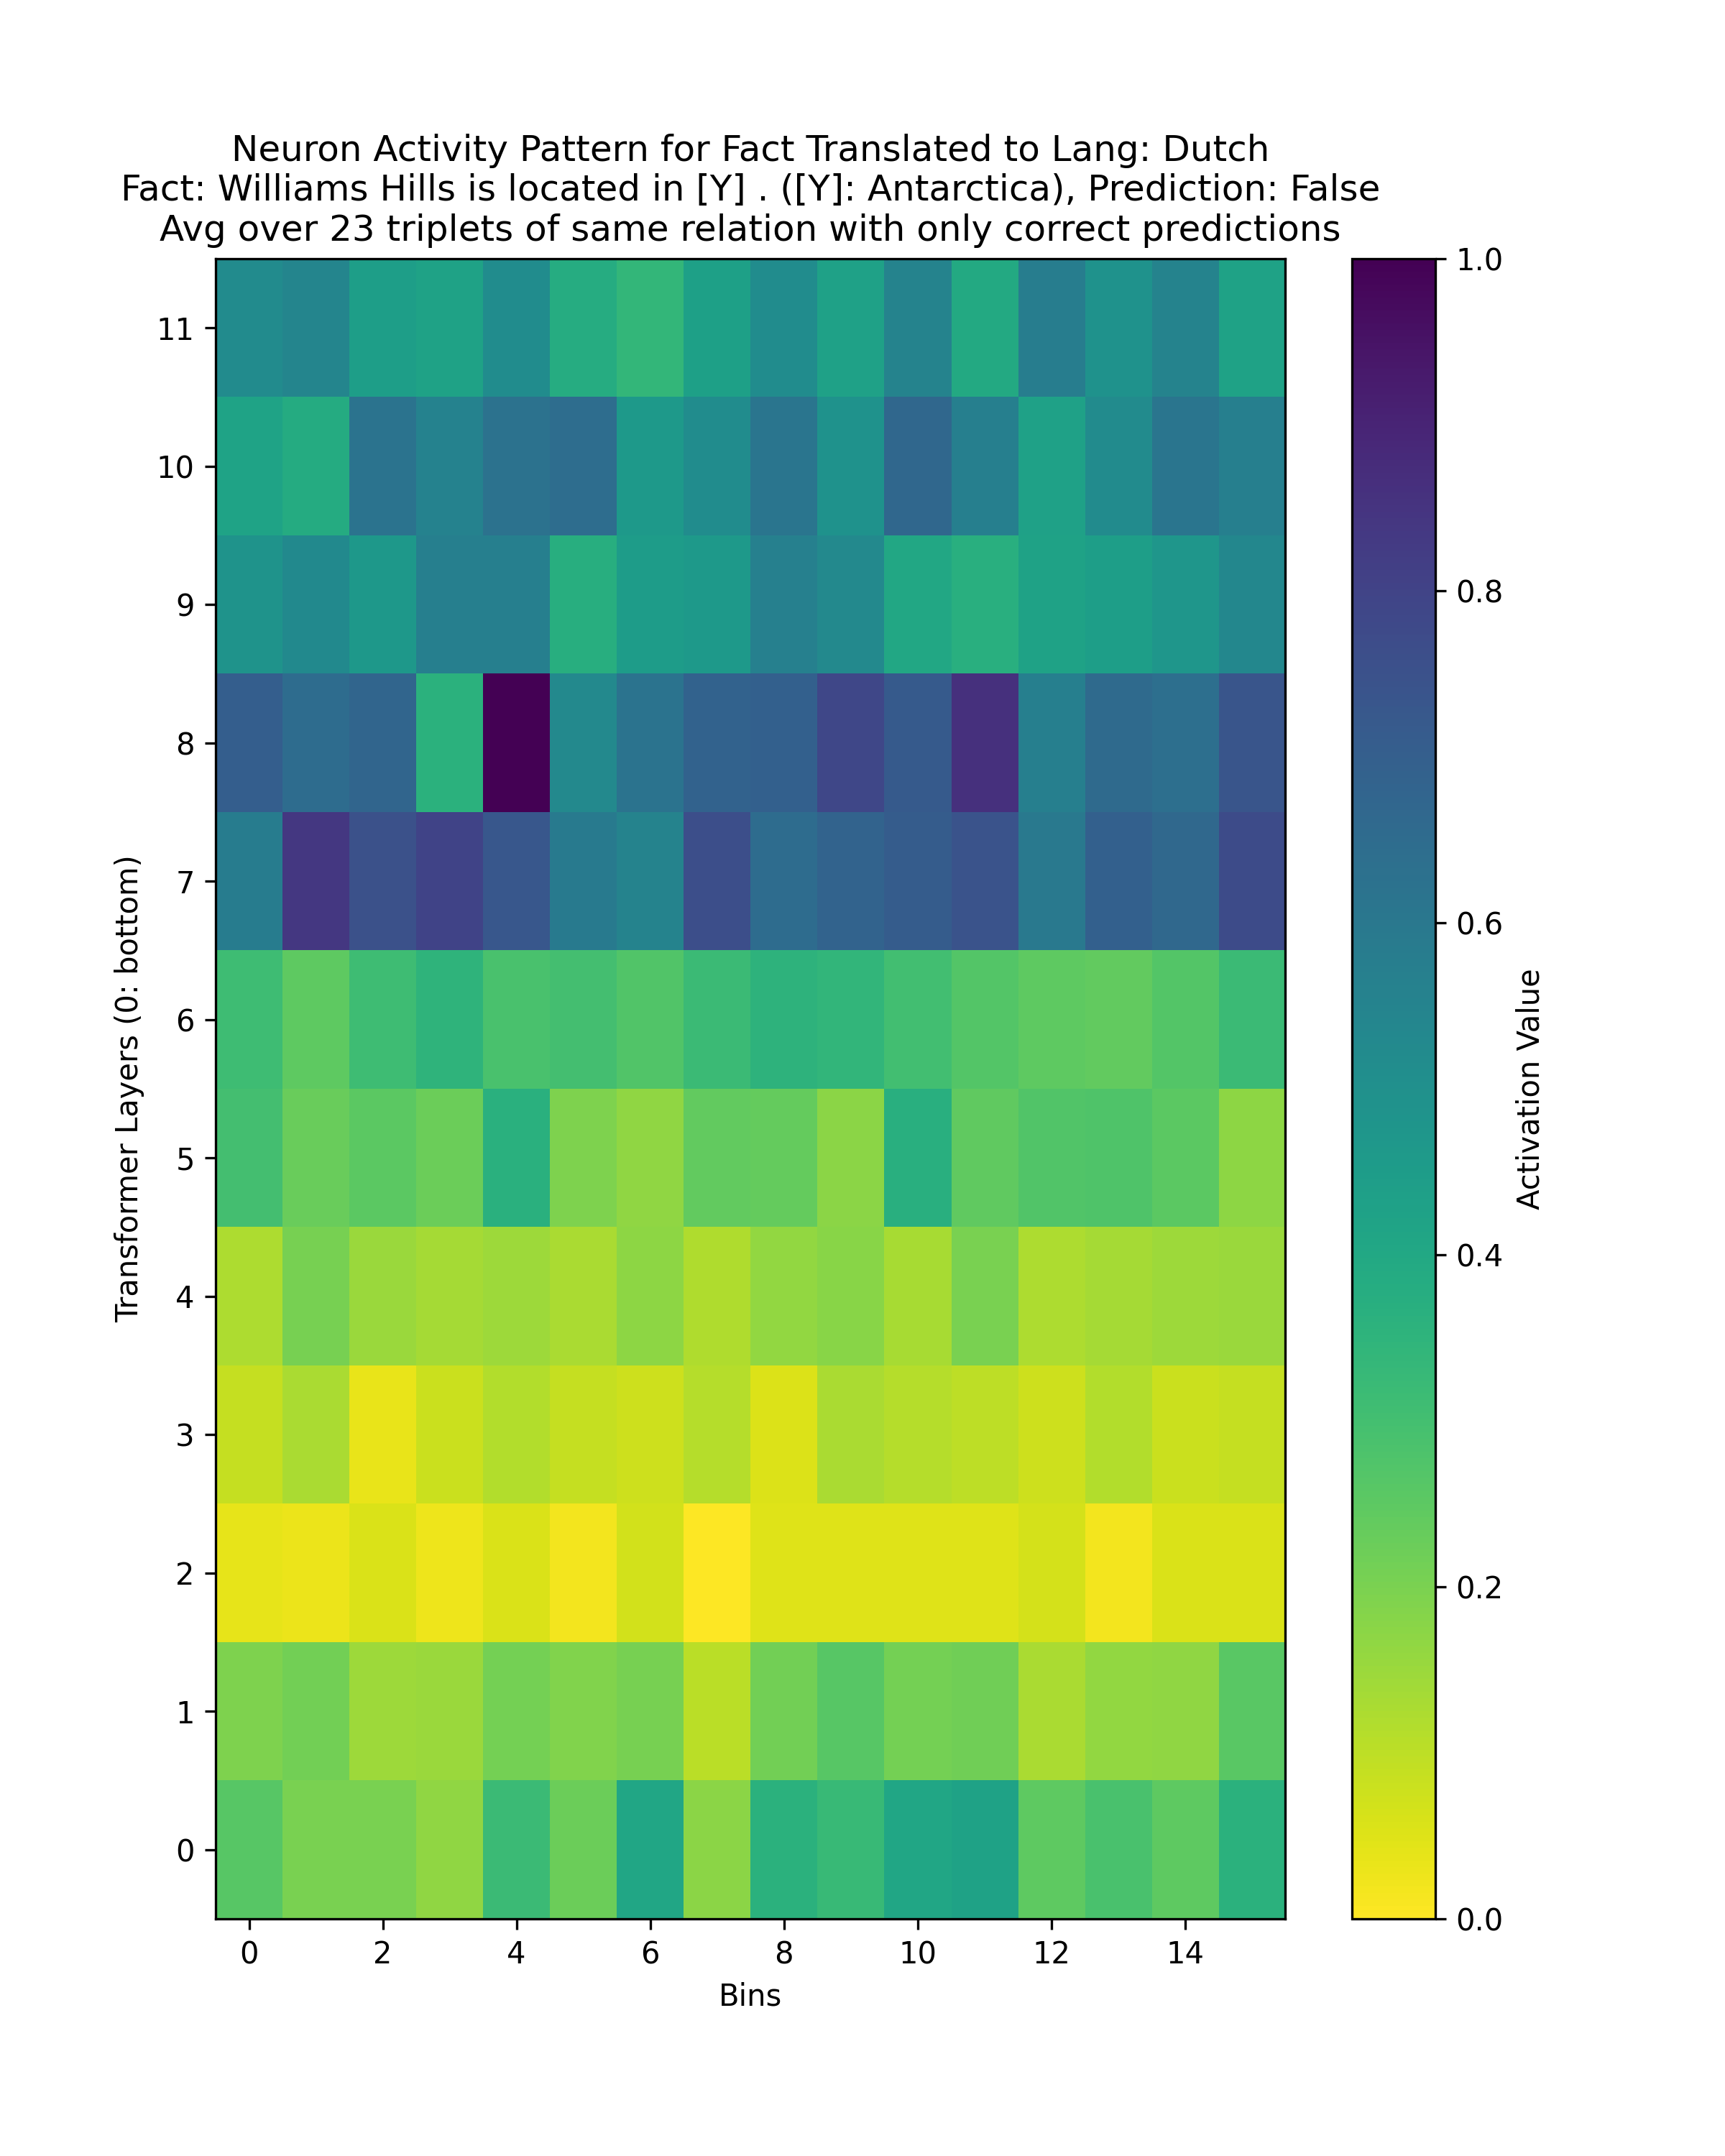 Neuron Activity Pattern for Fact Translated to Lang: Dutch
Fact: Williams Hills is located in [Y] . ([Y]: Antarctica), Prediction: False
Avg over 23 triplets of same relation with only correct predictions
Transformer Layers (0: bottom)
11
10
9
8
7
6
5
4
3
2
1
0
0 2 4 6 8 10 12 14
Bins
1.0
0.8
0.6
0.4
0.2
0.0
Activation Value